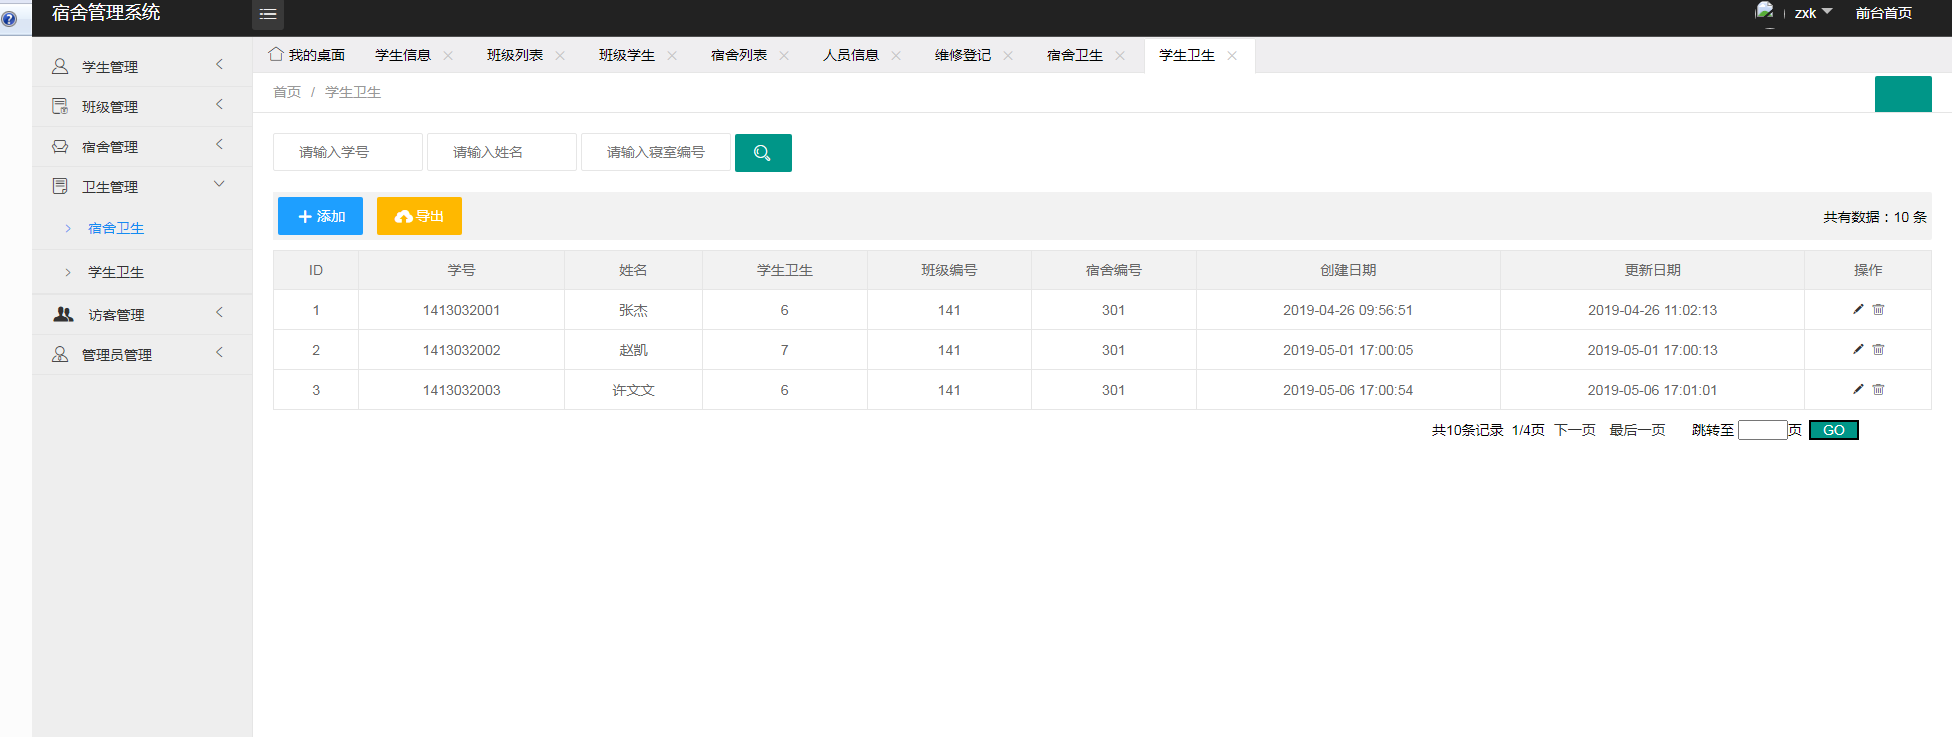 宿舍管理系统
zxk 前台首页
我的桌面 学生信息 班级列表 班级学生 宿舍列表 人员信息 维修登记 宿舍卫生 学生卫生
学生管理
班级管理
宿舍管理
卫生管理
宿舍卫生
学生卫生
访客管理
管理员管理
首页 / 学生卫生
请输入学号 请输入姓名 请输入寝室编号
添加 导出 共有数据：10 条
ID 学号 姓名 学生卫生 班级编号 宿舍编号 创建日期 更新日期 操作
1 1413032001 张杰 6 141 301 2019-04-26 09:56:51 2019-04-26 11:02:13
2 1413032002 赵凯 7 141 301 2019-05-01 17:00:05 2019-05-01 17:00:13
3 1413032003 许文文 6 141 301 2019-05-06 17:00:54 2019-05-06 17:01:01
共10条记录 1/4页 下一页 最后一页 跳转至 页 GO